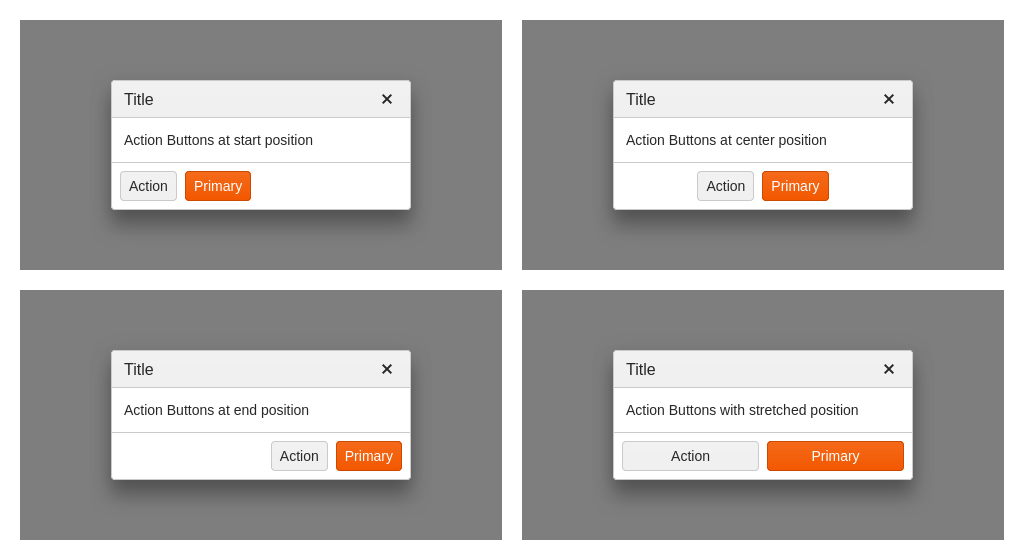 Title
Action Buttons at start position
Action Primary
Title
Action Buttons at center position
Action Primary
Title
Action Buttons at end position
Action Primary
Title
Action Buttons with stretched position
Action Primary